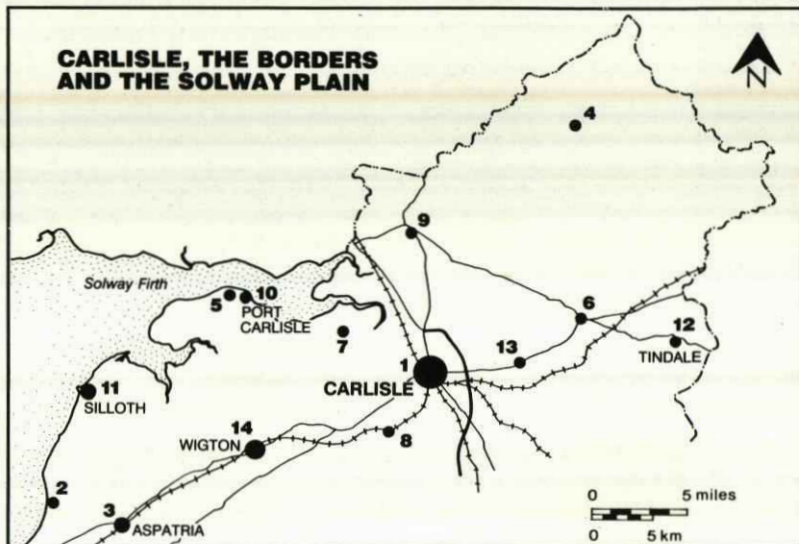 CARLISLE, THE BORDERS
AND THE SOLWAY PLAIN
N
4
9
Solway Firth
5
10
PORT
CARLISLE
7
6
12
TINDALE
1
CARLISLE
13
11
SILLOTH
14
WIGTON
8
2
3
ASPATRIA
0 5 miles
0 5 km